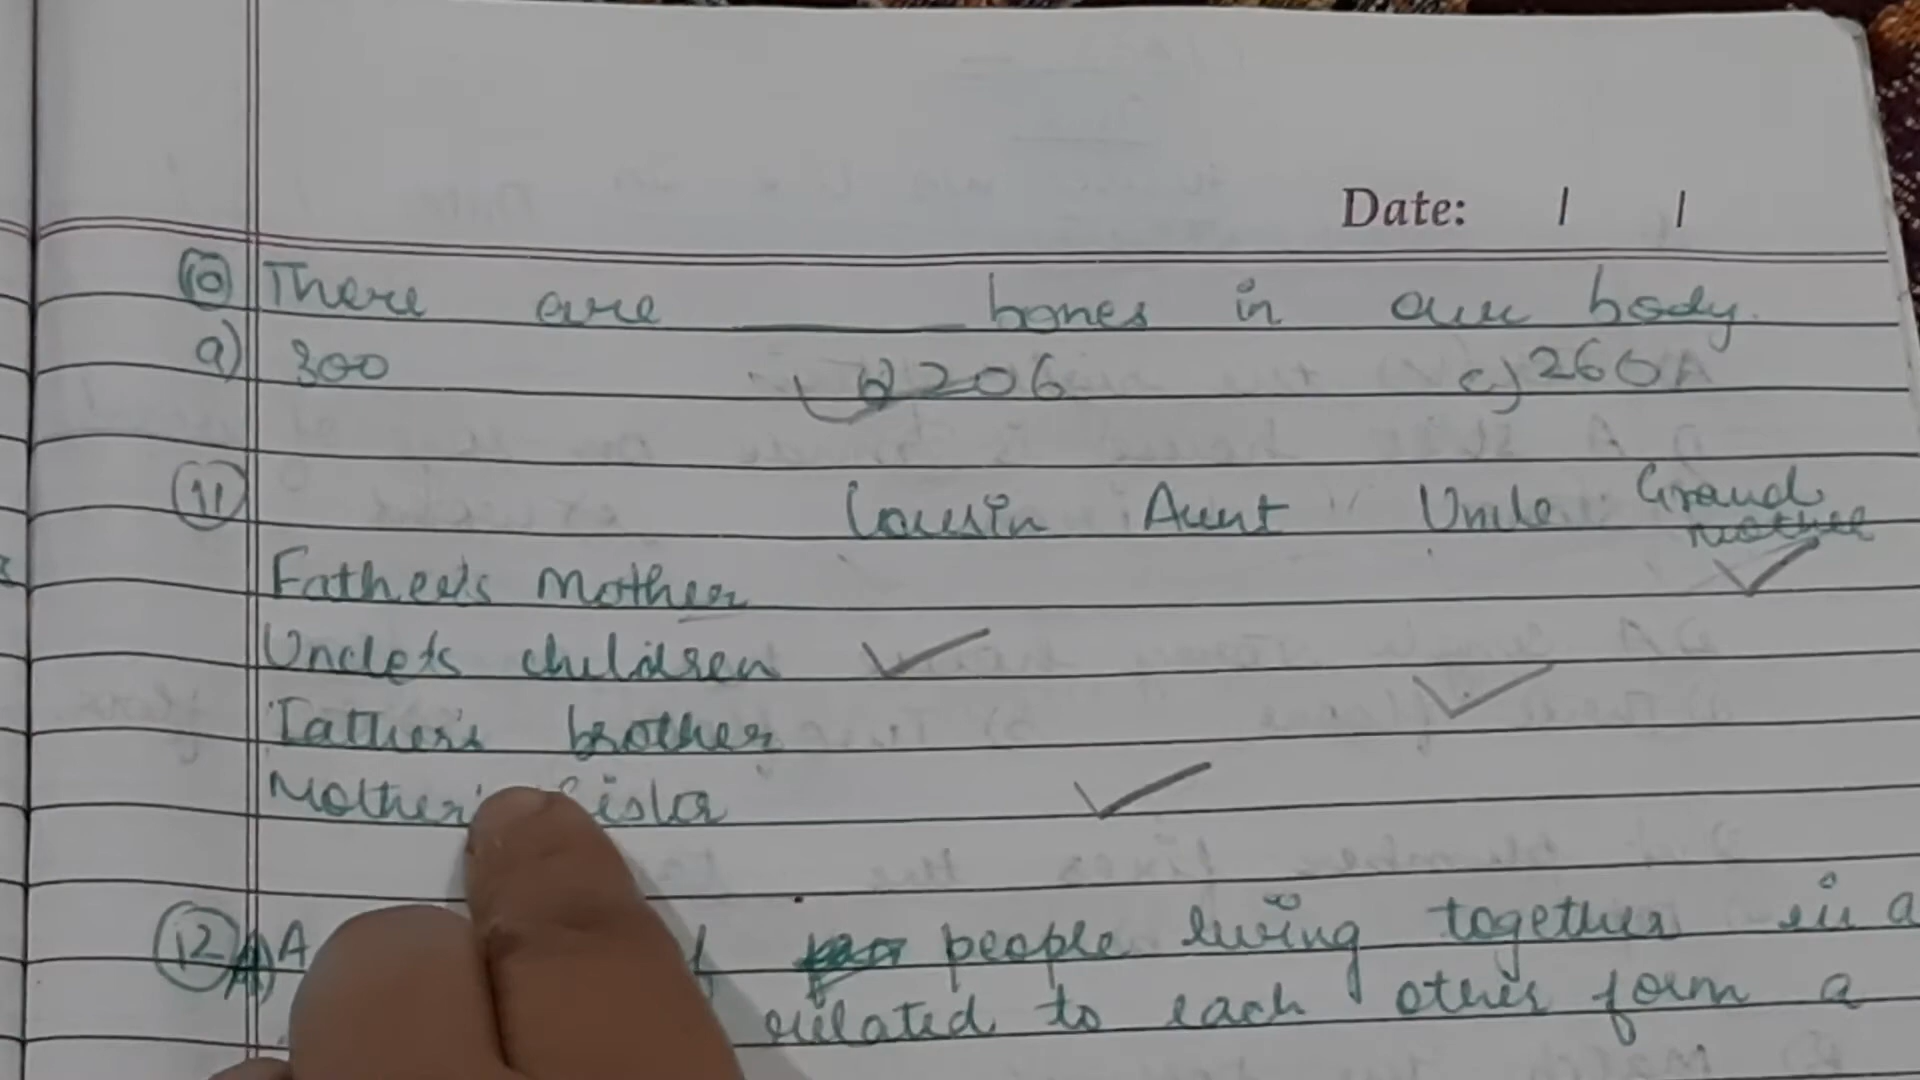 Date: / /
10 There are ______ bones in our body.
a) 300 b) 206 c) 260
11 Cousin Aunt Uncle Grand
mother
Father's Mother ✓
Uncle's children ✓
Father's brother ✓
Mother's Sister ✓
12 A) A people living together in a
related to each other form a